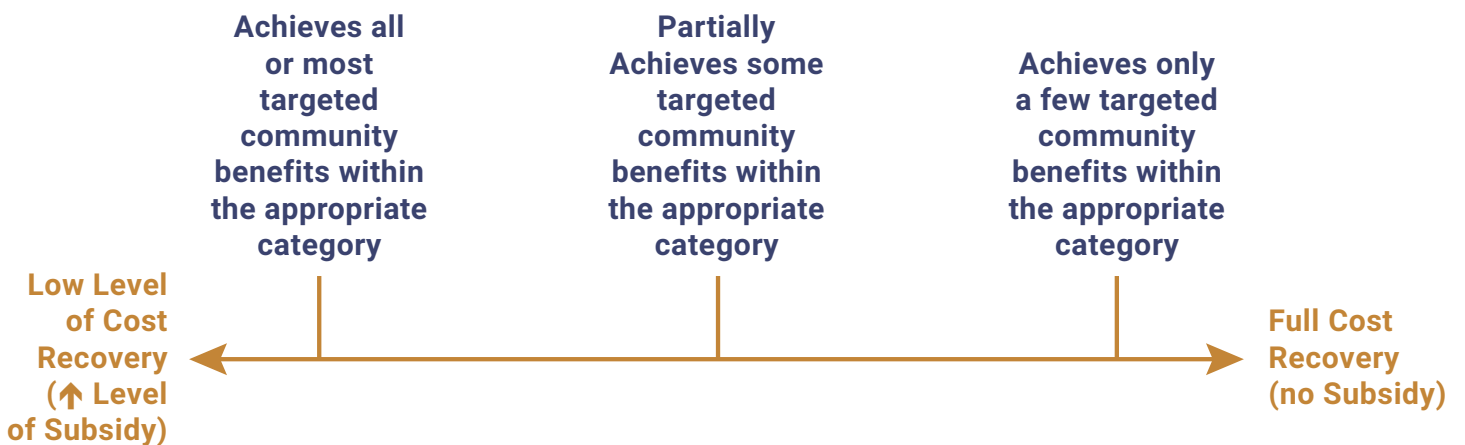 Achieves all
or most
targeted
community
benefits within
the appropriate
category
Partially
Achieves some
targeted
community
benefits within
the appropriate
category
Achieves only
a few targeted
community
benefits within
the appropriate
category
Low Level
of Cost
Recovery
(↑ Level
of Subsidy)
Full Cost
Recovery
(no Subsidy)